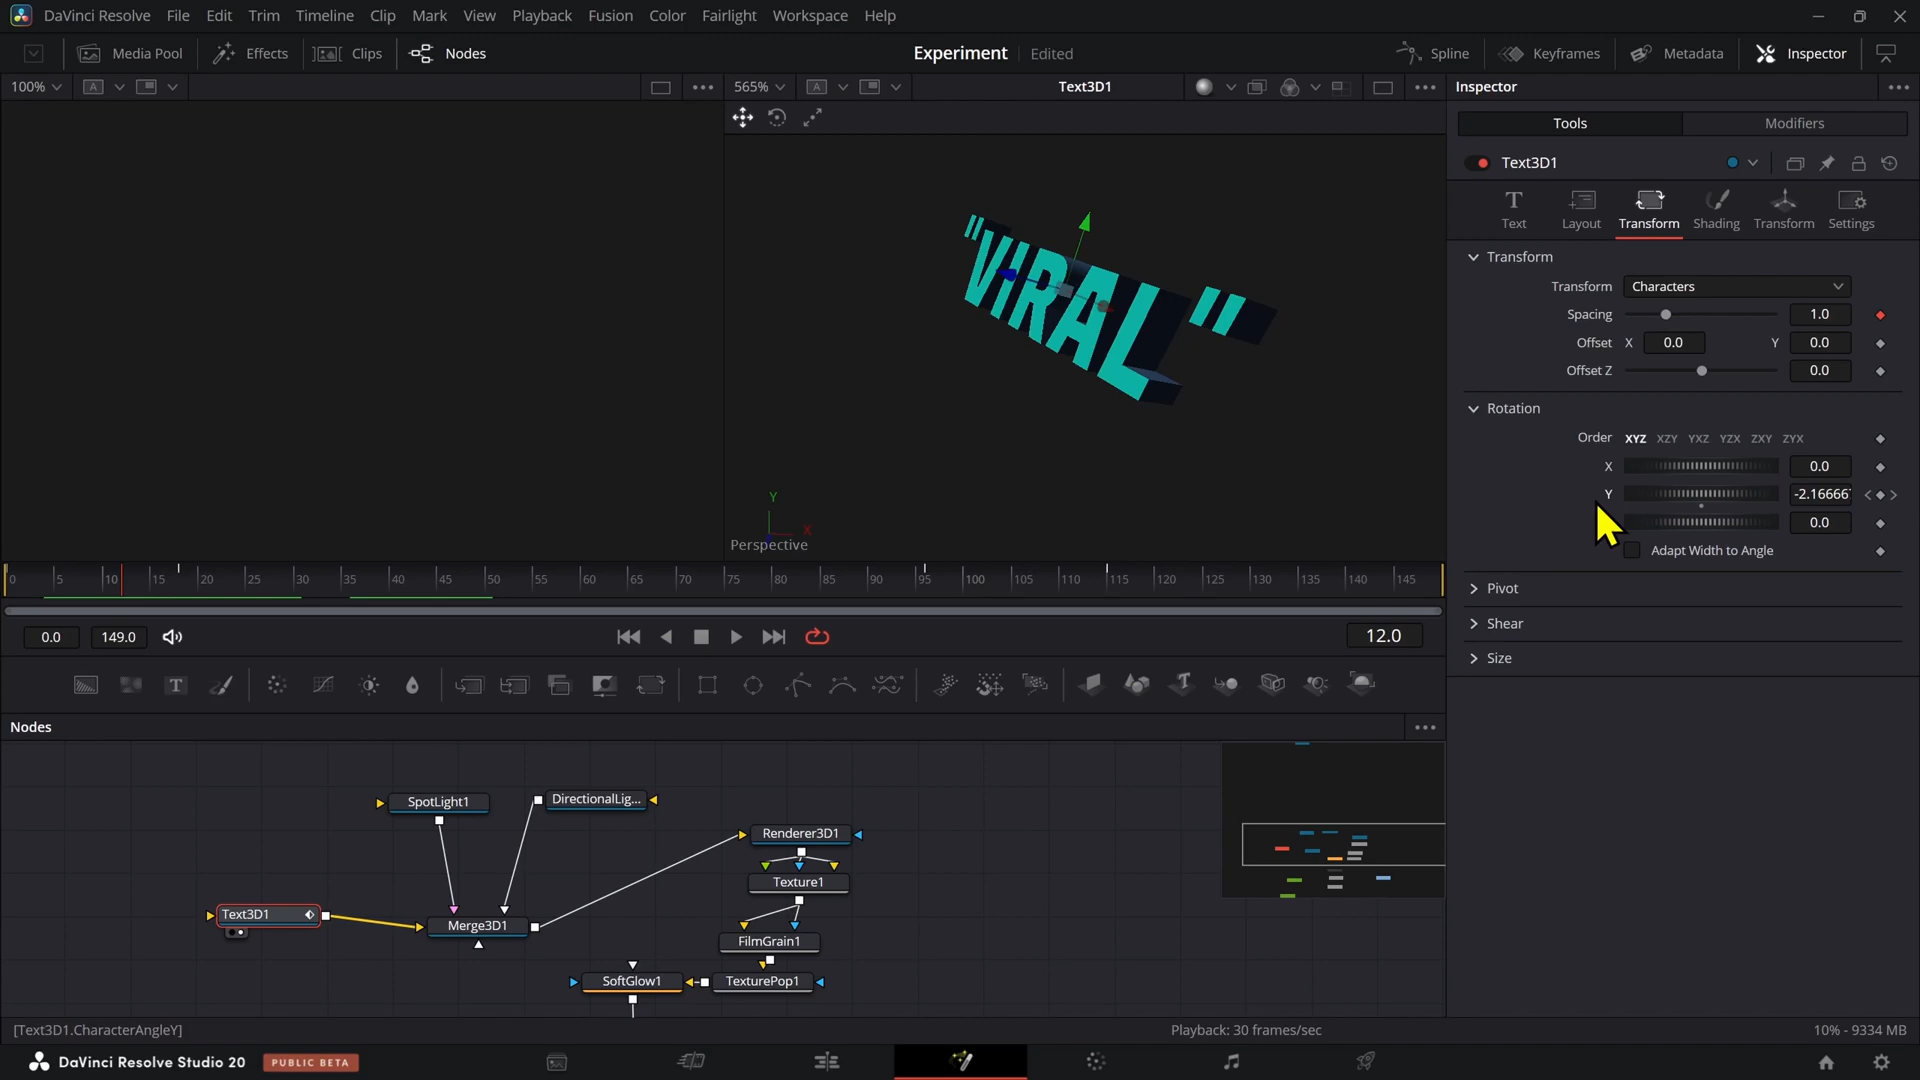 DaVinci Resolve File Edit Trim Timeline Clip Mark View Playback Fusion Color Fairlight Workspace Help
Media Pool Effects Clips Nodes Experiment Edited Spline Keyframes Metadata Inspector
100% A 565% A Text3D1 Inspector
Tools Modifiers
Text3D1
Text Layout Transform Shading Transform Settings
Transform
Transform Characters
Spacing 1.0
Offset X 0.0 Y 0.0
Offset Z 0.0
Rotation
Order XYZ XZY YXZ YZX ZXY ZYX
X 0.0
Y -2.16666
0.0
Adapt Width to Angle
Pivot
Shear
Size
"VIRAL"
Y
X
Perspective
0 5 10 15 20 25 30 35 40 45 50 55 60 65 70 75 80 85 90 95 100 105 110 115 120 125 130 135 140 145
0.0 149.0 12.0
Nodes
SpotLight1 DirectionalLig...
Renderer3D1
Texture1
Text3D1 Merge3D1
FilmGrain1
SoftGlow1 TexturePop1
[Text3D1.CharacterAngleY] Playback: 30 frames/sec 10% - 9334 MB
DaVinci Resolve Studio 20 PUBLIC BETA